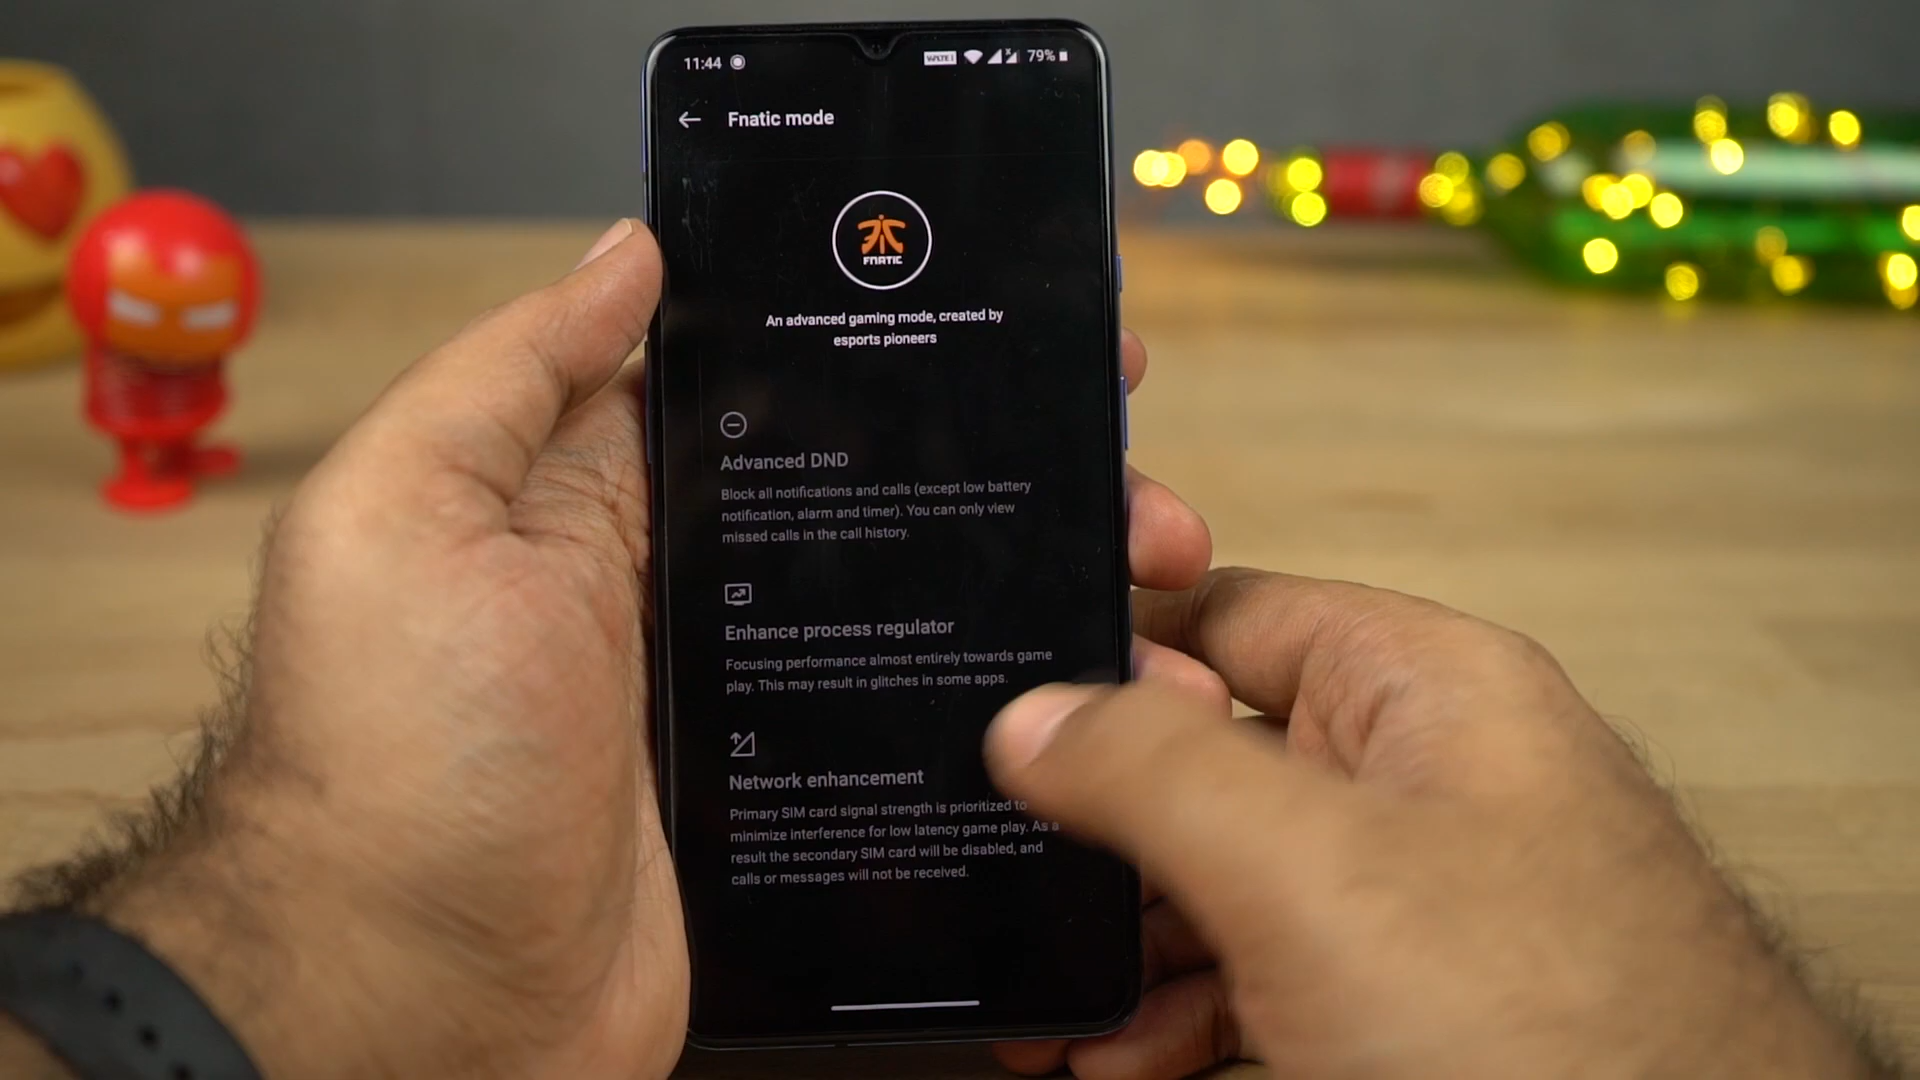 11:44
79%
Fnatic mode
FNATIC
An advanced gaming mode, created by
esports pioneers
Advanced DND
Block all notifications and calls (except low battery
notification, alarm and timer). You can only view
missed calls in the call history.
Enhance process regulator
Focusing performance almost entirely towards game
play. This may result in glitches in some apps.
Network enhancement
Primary SIM card signal strength is prioritized to
minimize interference for low latency game play. As a
result the secondary SIM card will be disabled, and
calls or messages will not be received.